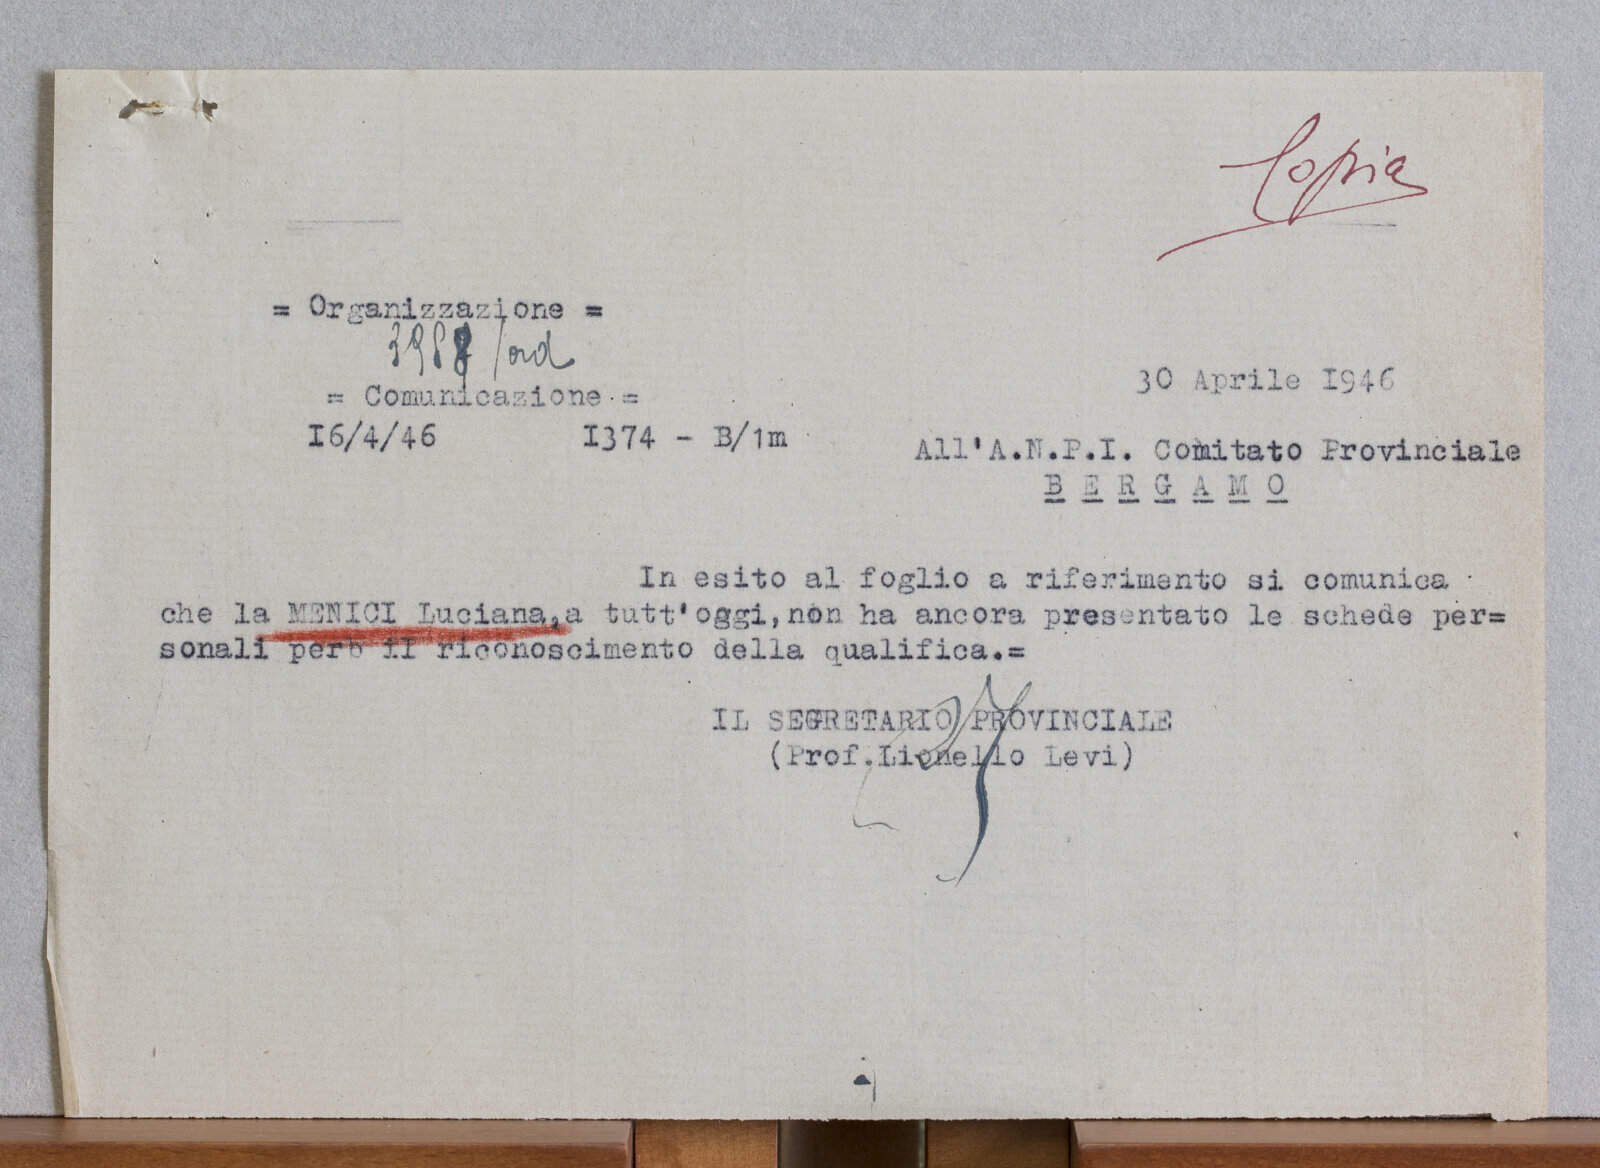 Copia
= Organizzazione =
/ord
= Comunicazione =
30 Aprile I946
I6/4/46 I374 - B/1m
All'A.N.P.I. Comitato Provinciale
B E R G A M O
In esito al foglio a riferimento si comunica
che la MENICI Luciana,a tutt'oggi,non ha ancora presentato le schede per=
sonali però il riconoscimento della qualifica.=
IL SEGRETARIO PROVINCIALE
(Prof.Lionello Levi)